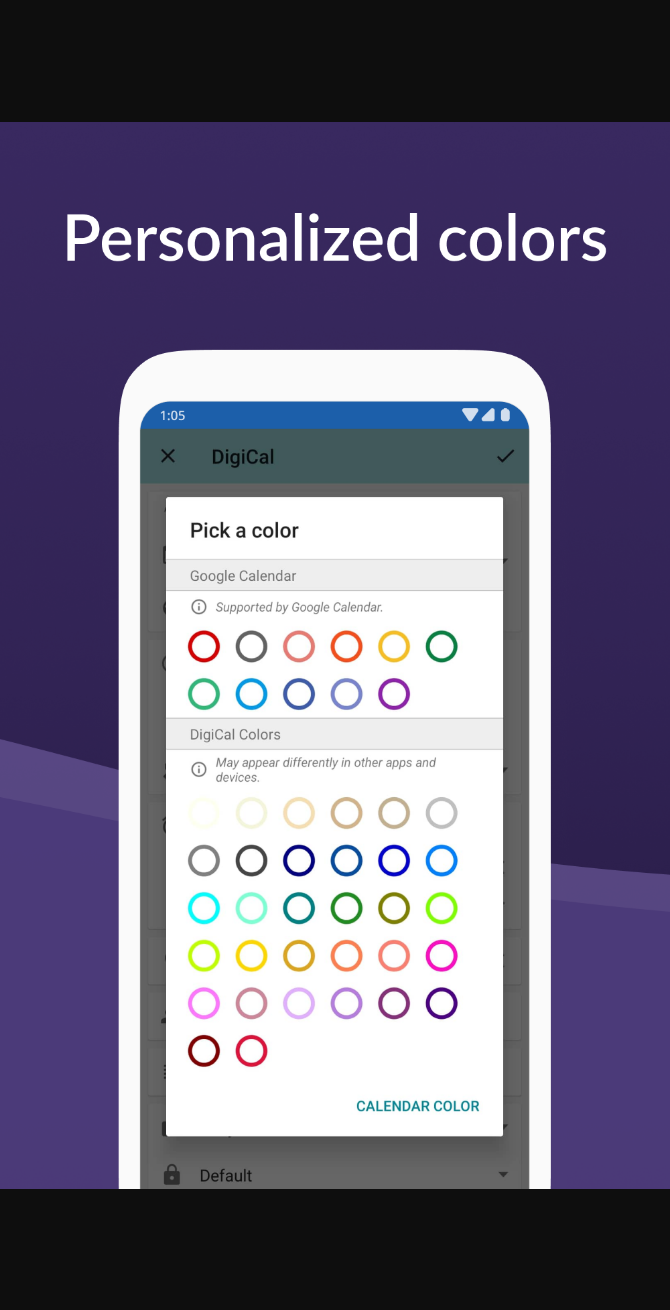 Personalized colors
1:05
DigiCal
Pick a color
Google Calendar
Supported by Google Calendar.
DigiCal Colors
May appear differently in other apps and
devices.
CALENDAR COLOR
Default